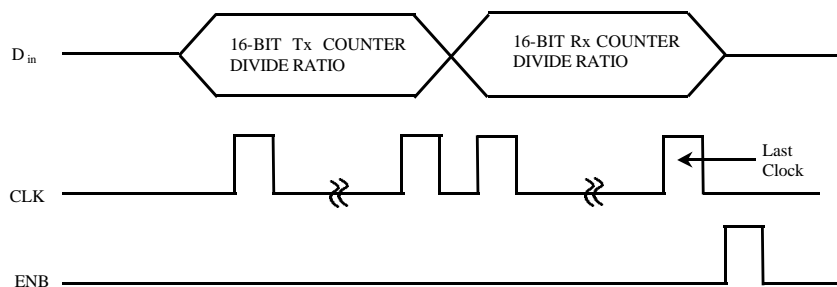 16-BIT Tx COUNTER
DIVIDE RATIO
16-BIT Rx COUNTER
DIVIDE RATIO
D in
Last
Clock
CLK
ENB